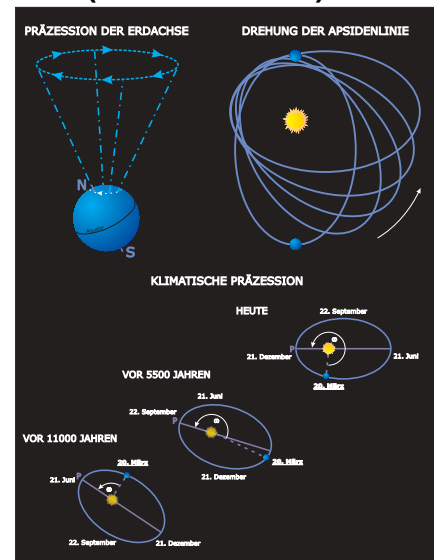 PRÄZESSION DER ERDACHSE
DREHUNG DER APSIDENLINIE
N
S
KLIMATISCHE PRÄZESSION
HEUTE
22. September
ω
P
21. Dezember
21. Juni
20. März
VOR 5500 JAHREN
21. Juni
22. September
P
ω
20. März
21. Dezember
VOR 11000 JAHREN
20. März
21. Juni
P
ω
22. September
21. Dezember